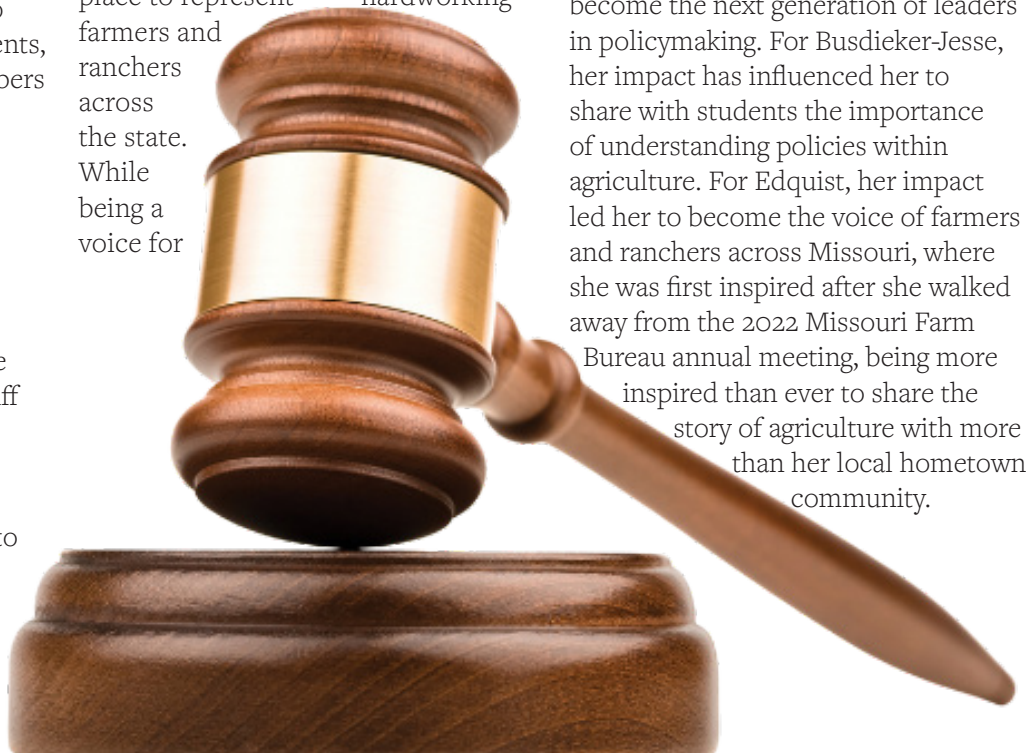 ents,
ff
to
place to represent
farmers and
ranchers
across
the state.
While
being a
voice for
hardworking
become the next generation of leaders
in policymaking. For Busdieker-Jesse,
her impact has influenced her to
share with students the importance
of understanding policies within
agriculture. For Edquist, her impact
led her to become the voice of farmers
and ranchers across Missouri, where
she was first inspired after she walked
away from the 2022 Missouri Farm
Bureau annual meeting, being more
inspired than ever to share the
story of agriculture with more
than her local hometown
community.